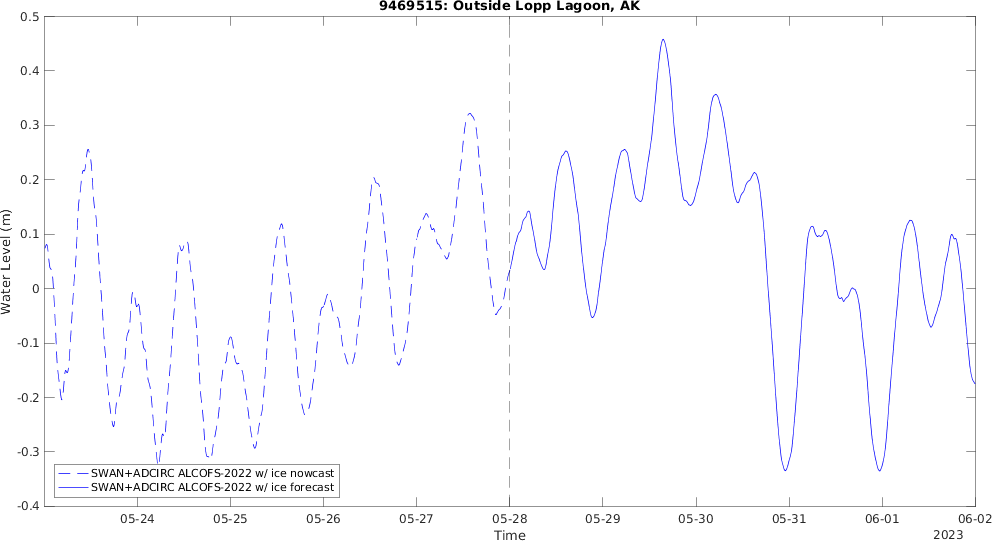 9469515: Outside Lopp Lagoon, AK
0.5
0.4
0.3
0.2
0.1
0
-0.1
-0.2
-0.3
-0.4
Water Level (m)
SWAN+ADCIRC ALCOFS-2022 w/ ice nowcast
SWAN+ADCIRC ALCOFS-2022 w/ ice forecast
05-24 05-25 05-26 05-27 05-28 05-29 05-30 05-31 06-01 06-02
Time
2023